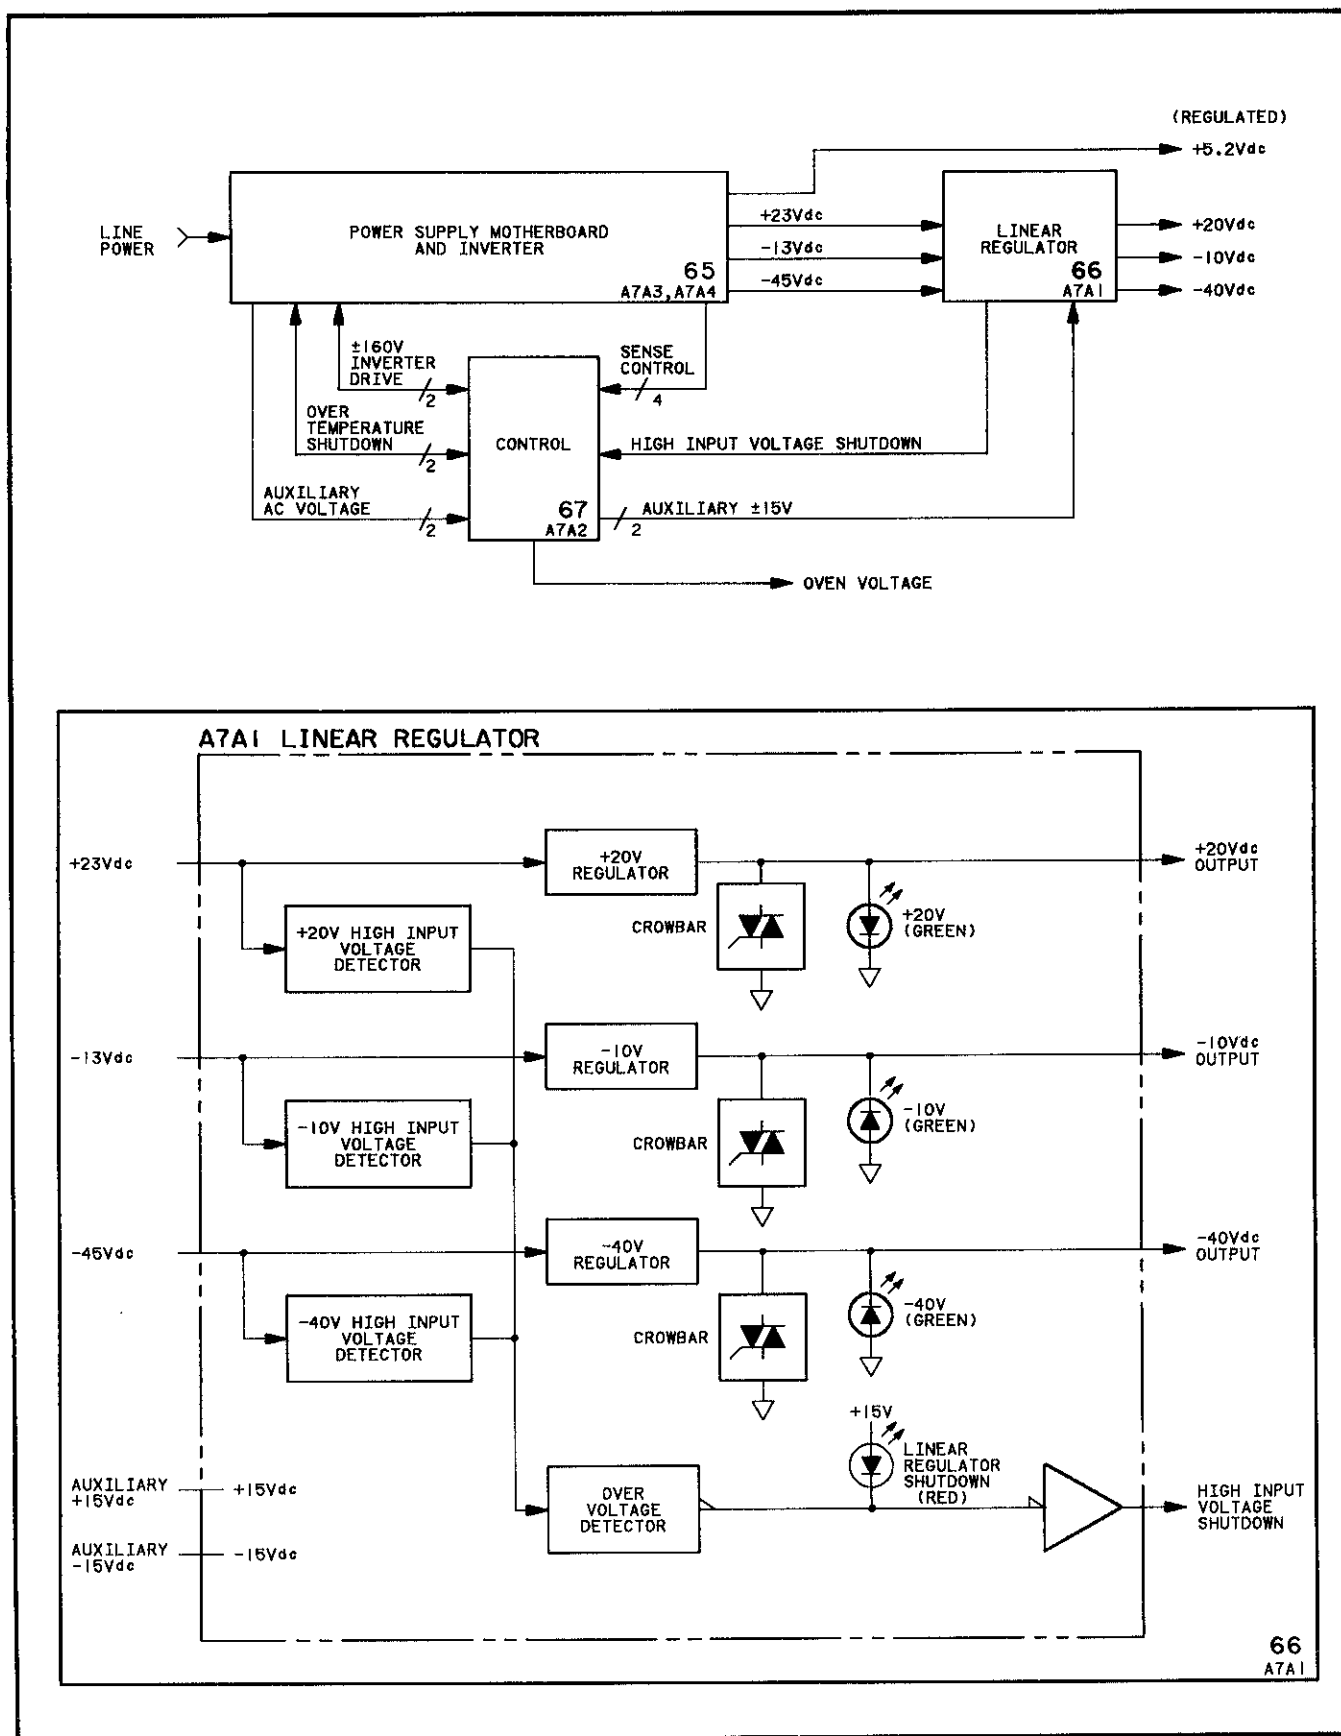 (REGULATED)
+5.2Vdc
LINE
POWER
POWER SUPPLY MOTHERBOARD
AND INVERTER
65
A7A3,A7A4
+23Vdc
-13Vdc
-45Vdc
LINEAR
REGULATOR
66
A7A1
+20Vdc
-10Vdc
-40Vdc
±160V
INVERTER
DRIVE
2
SENSE
CONTROL
4
OVER
TEMPERATURE
SHUTDOWN
2
CONTROL
HIGH INPUT VOLTAGE SHUTDOWN
AUXILIARY
AC VOLTAGE
2
67
A7A2
2
AUXILIARY ±15V
OVEN VOLTAGE
A7A1 LINEAR REGULATOR
+23Vdc
+20V
REGULATOR
+20Vdc
OUTPUT
+20V HIGH INPUT
VOLTAGE
DETECTOR
CROWBAR
+20V
(GREEN)
-13Vdc
-10V
REGULATOR
-10Vdc
OUTPUT
-10V HIGH INPUT
VOLTAGE
DETECTOR
CROWBAR
-10V
(GREEN)
-45Vdc
-40V
REGULATOR
-40Vdc
OUTPUT
-40V HIGH INPUT
VOLTAGE
DETECTOR
CROWBAR
-40V
(GREEN)
+15V
LINEAR
REGULATOR
SHUTDOWN
(RED)
AUXILIARY
+15Vdc
+15Vdc
OVER
VOLTAGE
DETECTOR
HIGH INPUT
VOLTAGE
SHUTDOWN
AUXILIARY
-15Vdc
-15Vdc
66
A7A1